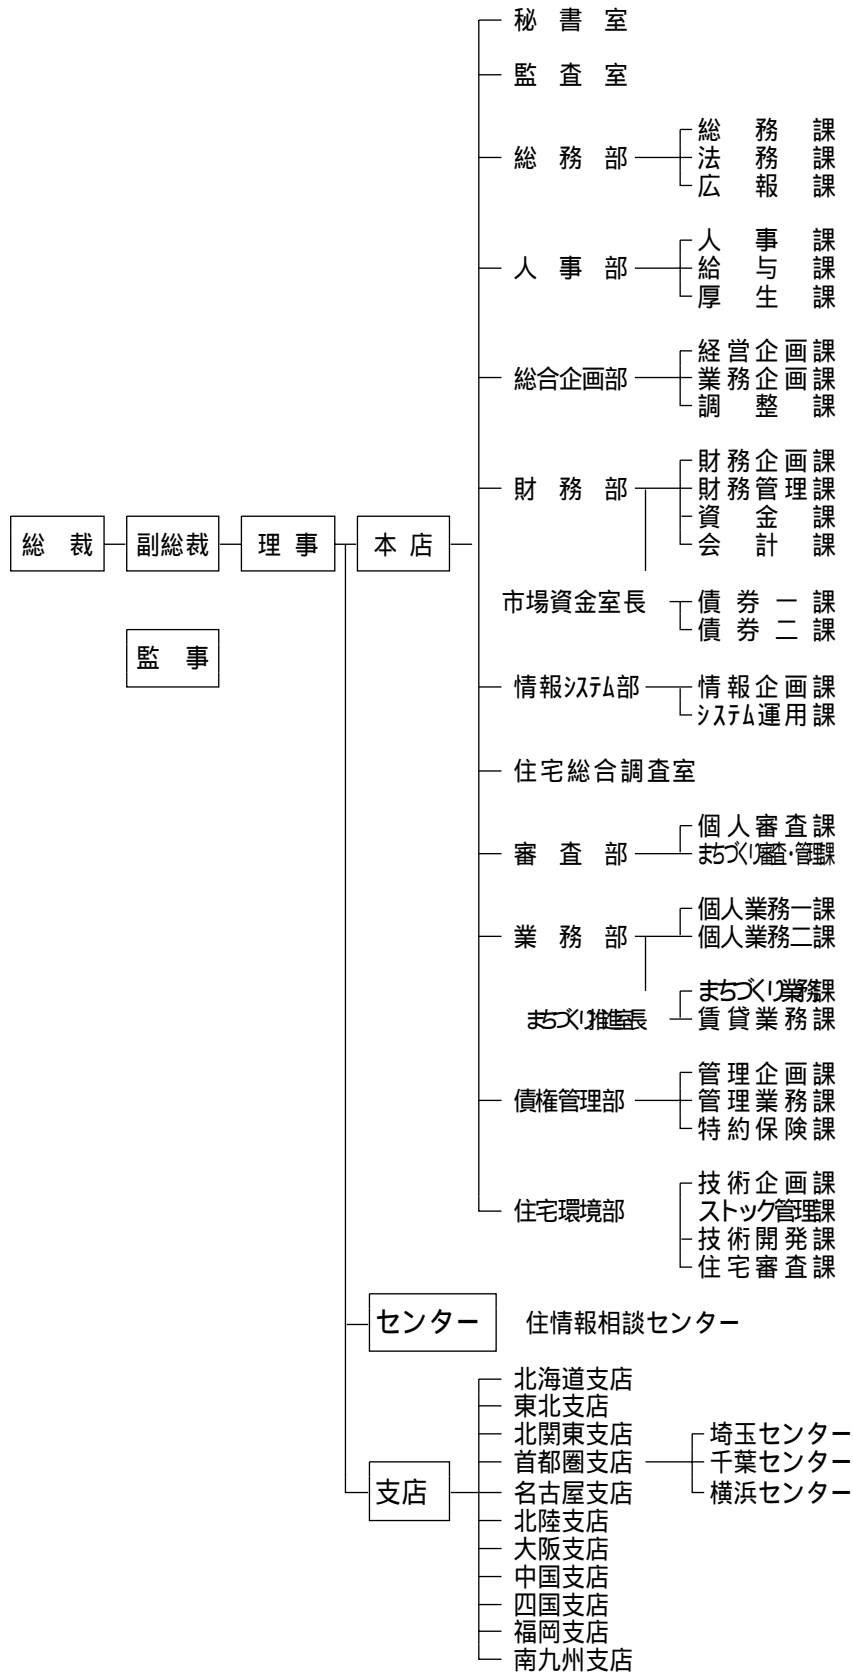 秘書室
監査室
総務課
総務部 法務課
広報課
人事課
人事部 給与課
厚生課
経営企画課
総合企画部 業務企画課
調整課
財務企画課
財務部 財務管理課
資金課
総裁 副総裁 理事 本店 会計課
市場資金室長 債券一課
債券二課
監事
情報システム部 情報企画課
システム運用課
住宅総合調査室
個人審査課
審査部 まちづくり審査・管理課
個人業務一課
業務部 個人業務二課
まちづくり業務課
まちづくり推進室長 賃貸業務課
管理企画課
債権管理部 管理業務課
特約保険課
技術企画課
住宅環境部 ストック管理課
技術開発課
住宅審査課
センター 住情報相談センター
北海道支店
東北支店
北関東支店 埼玉センター
首都圏支店 千葉センター
支店 名古屋支店 横浜センター
北陸支店
大阪支店
中国支店
四国支店
福岡支店
南九州支店